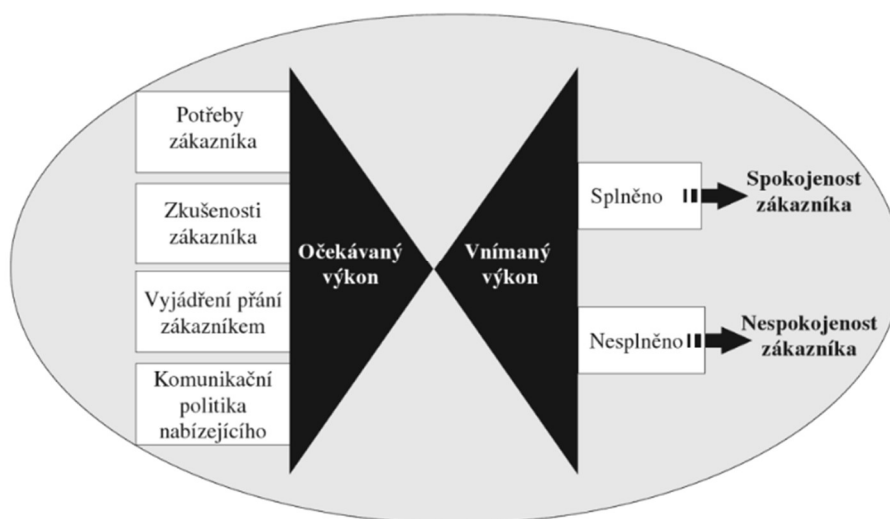 Potřeby
zákazníka
Zkušenosti
zákazníka
Vyjádření přání
zákazníkem
Komunikační
politika
nabízejícího
Očekávaný
výkon
Vnímaný
výkon
Splněno
Spokojenost
zákazníka
Nesplněno
Nespokojenost
zákazníka